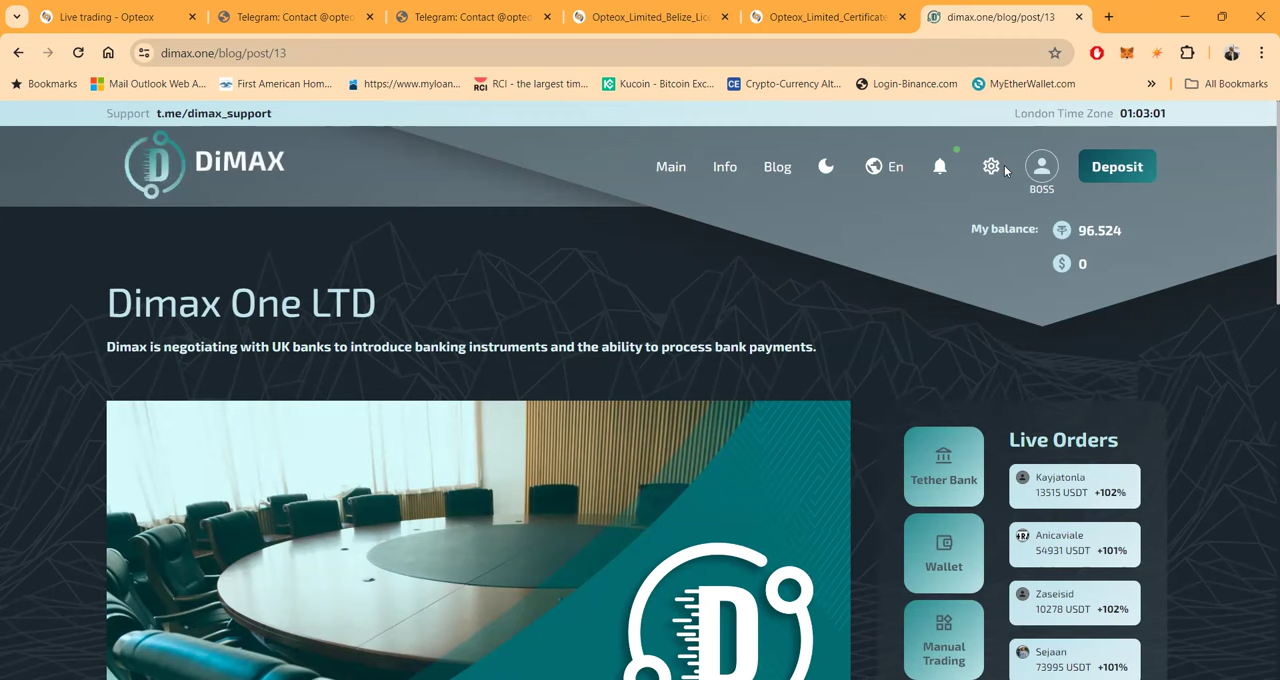 Live trading - Opteox
Telegram: Contact @opteo
Telegram: Contact @opteo
Opteox_Limited_Belize_Lic
Opteox_Limited_Certificate
dimax.one/blog/post/13
dimax.one/blog/post/13
Bookmarks
Mail Outlook Web A...
First American Hom...
https://www.myloan...
RCI
RCI - the largest tim...
Kucoin - Bitcoin Exc...
CE
Crypto-Currency Alt...
Login-Binance.com
MyEtherWallet.com
»
All Bookmarks
Support t.me/dimax_support
London Time Zone 01:03:01
DiMAX
Main
Info
Blog
En
BOSS
Deposit
My balance:
96.524
$ 0
Dimax One LTD
Dimax is negotiating with UK banks to introduce banking instruments and the ability to process bank payments.
D
Tether Bank
Wallet
Manual
Trading
Live Orders
Kayjatonla
13515 USDT +102%
Anicaviale
54931 USDT +101%
Zaseisid
10278 USDT +102%
Sejaan
73995 USDT +101%